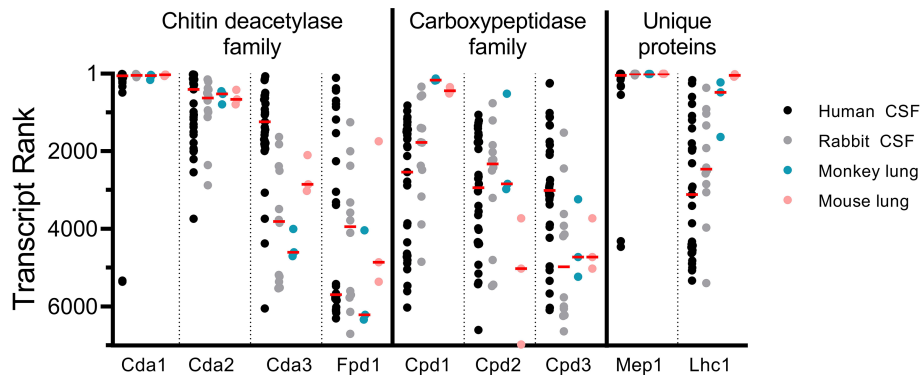 Chitin deacetylase
family
Carboxypeptidase
family
Unique
proteins
Transcript Rank
1
2000
4000
6000
Cda1 Cda2 Cda3 Fpd1 Cpd1 Cpd2 Cpd3 Mep1 Lhc1
Human CSF
Rabbit CSF
Monkey lung
Mouse lung